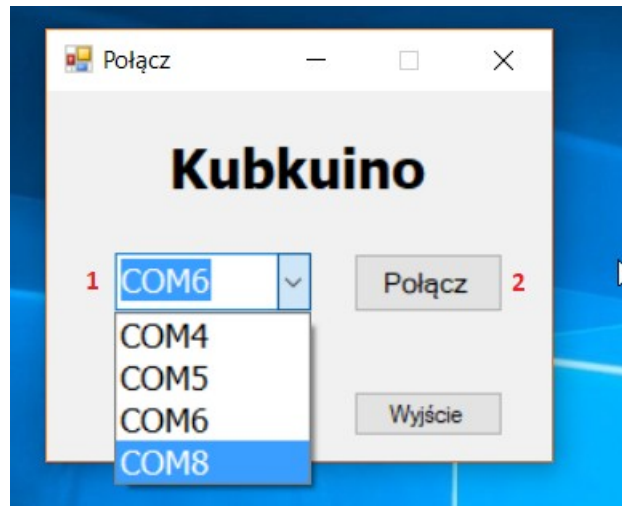 Połącz
Kubkuino
1 COM6 Połącz 2
COM4
COM5
COM6 Wyjście
COM8